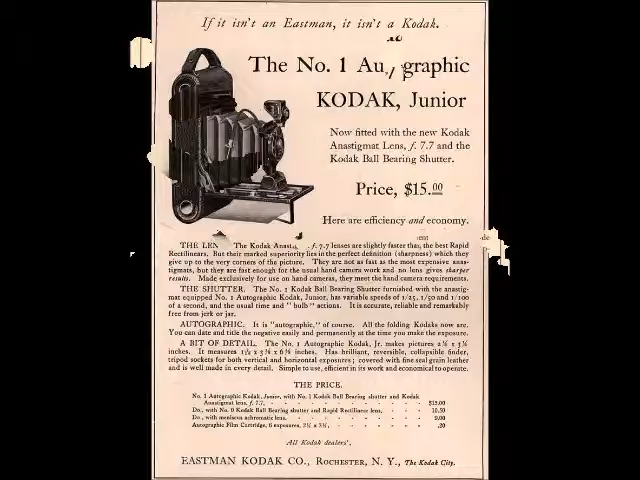 If it isn't an Eastman, it isn't a Kodak.
The No. 1 Au graphic
KODAK, Junior
Now fitted with the new Kodak
Anastigmat Lens, f. 7.7 and the
Kodak Ball Bearing Shutter.
Price, $15.00
Here are efficiency and economy.
THE LEN The Kodak Anast f. 7.7 lenses are slightly faster than the best Rapid
Rectilinears. But their marked superiority lies in the perfect definition (sharpness) which they
give up to the very corners of the picture. They are not as fast as the most expensive anas-
tigmats, but they are fast enough for the usual hand camera work and no lens gives sharper
results. Made exclusively for use on hand cameras, they meet the hand camera requirements.
THE SHUTTER. The No. 1 Kodak Ball Bearing Shutter furnished with the anastig-
mat equipped No. 1 Autographic Kodak, Junior, has variable speeds of 1/25, 1/50 and 1/100
of a second, and the usual time and "bulb" actions. It is accurate, reliable and remarkably
free from jerk or jar.
AUTOGRAPHIC. It is "autographic," of course. All the folding Kodaks now are.
You can date and title the negative easily and permanently at the time you make the exposure.
A BIT OF DETAIL. The No. 1 Autographic Kodak, Jr. makes pictures 2¼ x 3¼
inches. It measures x x inches. Has brilliant, reversible, collapsible finder,
tripod sockets for both vertical and horizontal exposures; covered with fine seal grain leather
and is well made in every detail. Simple to use, efficient in its work and economical to operate.
THE PRICE.
No. 1 Autographic Kodak, Junior, with No. 1 Kodak Ball Bearing shutter and Kodak
Anastigmat lens, f.7.7, $15.00
Do., with No. 0 Kodak Ball Bearing shutter and Rapid Rectilinear lens, 10.50
Do., with meniscus achromatic lens, 9.00
Autographic Film Cartridge, 6 exposures, 2¼ x 3¼, .20
All Kodak dealers'.
EASTMAN KODAK CO., ROCHESTER, N. Y., The Kodak City.